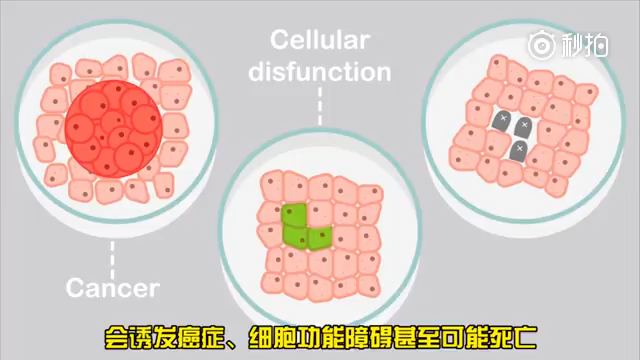 秒拍
Cellular
disfunction
Cancer
会诱发癌症、细胞功能障碍甚至可能死亡